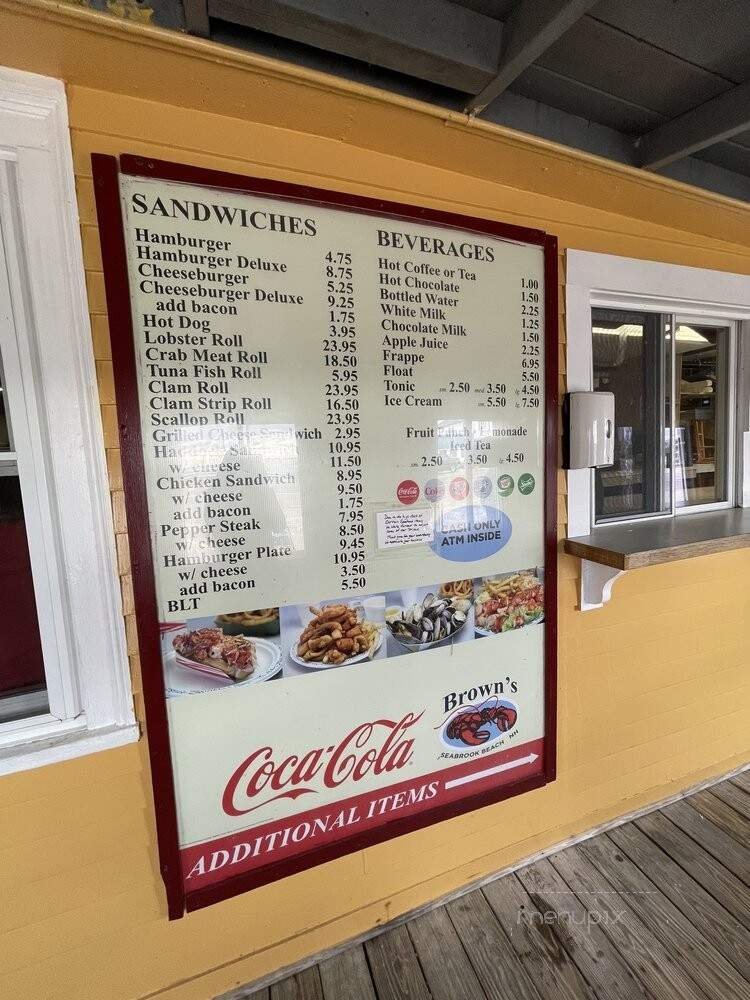 SANDWICHES
Hamburger 4.75
Hamburger Deluxe 8.75
Cheeseburger 5.25
Cheeseburger Deluxe 9.25
add bacon 1.75
Hot Dog 3.95
Lobster Roll 23.95
Crab Meat Roll 18.50
Tuna Fish Roll 5.95
Clam Roll 23.95
Clam Strip Roll 16.50
Scallop Roll 23.95
Grilled Cheese Sandwich 2.95
Haddock Sandwich 10.95
w/ cheese 11.50
Chicken Sandwich 8.95
w/ cheese 9.50
add bacon 1.75
Pepper Steak 7.95
w/ cheese 8.50
Hamburger Plate 9.45
w/ cheese 10.95
add bacon 3.50
BLT 5.50
BEVERAGES
Hot Coffee or Tea 1.00
Hot Chocolate 1.50
Bottled Water 2.25
White Milk 1.25
Chocolate Milk 1.50
Apple Juice 2.25
Frappe 6.95
Float 5.50
Tonic sm. 2.50 med. 3.50 lg. 4.50
Ice Cream sm. 5.50 lg. 7.50
Fruit Punch • Lemonade
Iced Tea
sm. 2.50 3.50 lg. 4.50
Coca-Cola
CASH ONLY
ATM INSIDE
Brown's
SEABROOK BEACH NH
Coca-Cola
ADDITIONAL ITEMS
menupix